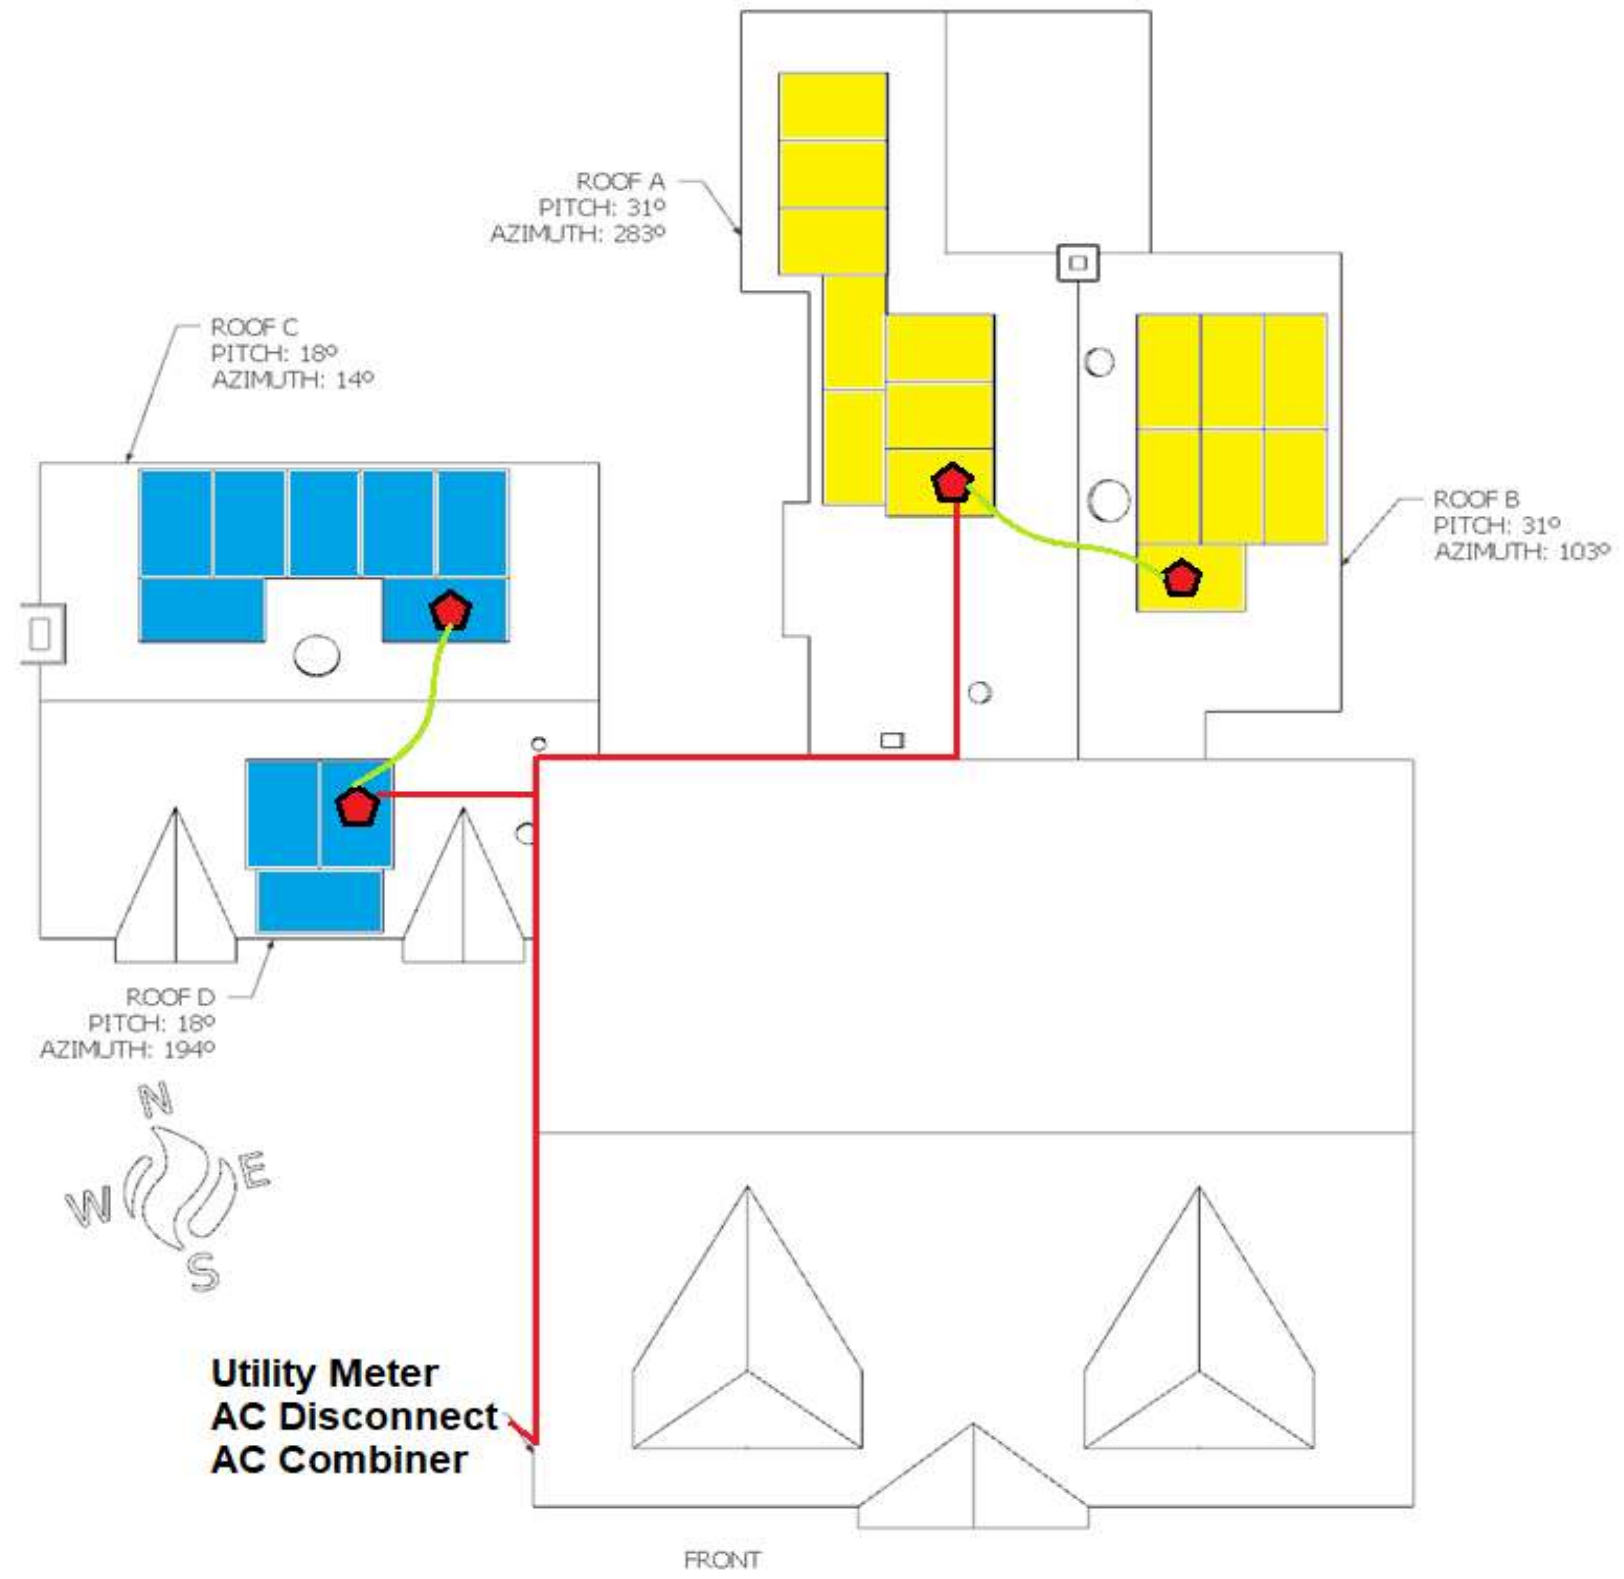 ROOF A
PITCH: 31º
AZIMUTH: 283º
ROOF C
PITCH: 18º
AZIMUTH: 14º
ROOF B
PITCH: 31º
AZIMUTH: 103º
ROOF D
PITCH: 18º
AZIMUTH: 194º
N
W
E
S
Utility Meter
AC Disconnect
AC Combiner
FRONT